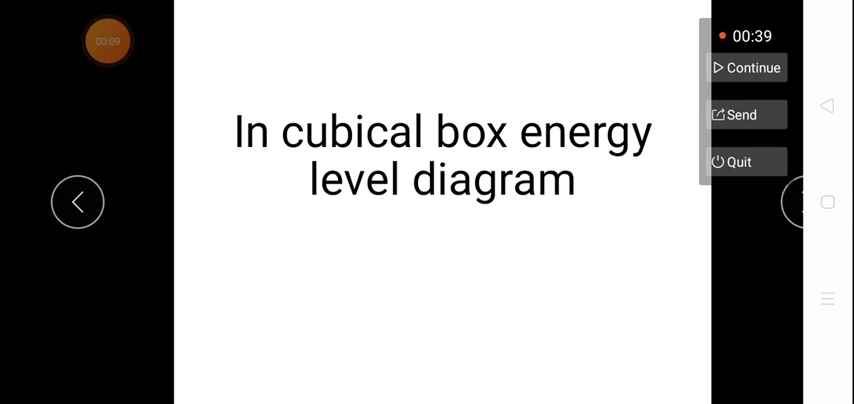 00:09
00:39
Continue
Send
Quit
In cubical box energy
level diagram